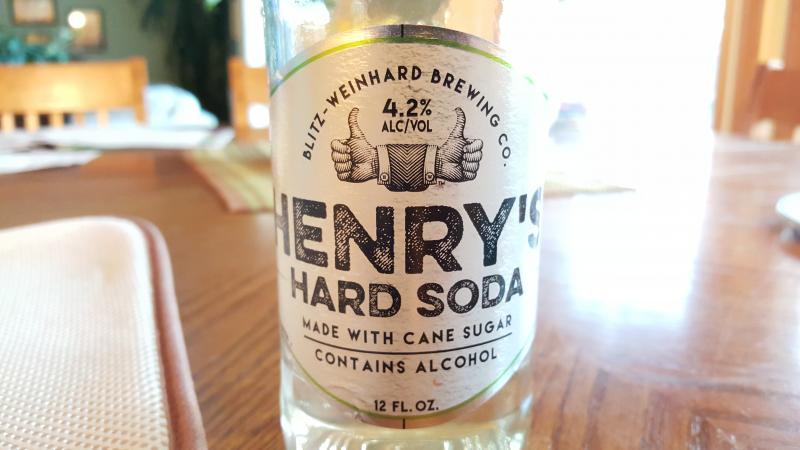 BLITZ-WEINHARD BREWING CO.
4.2%
ALC/VOL
HENRY'S
HARD SODA
MADE WITH CANE SUGAR
CONTAINS ALCOHOL
12 FL. OZ.